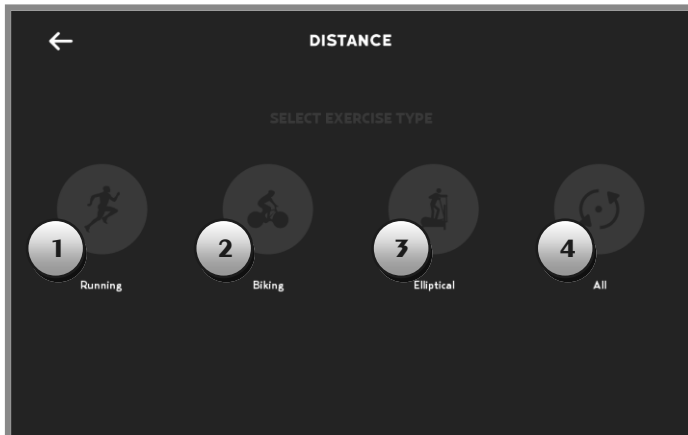 DISTANCE
SELECT EXERCISE TYPE
1 2 3 4
Running Biking Elliptical All